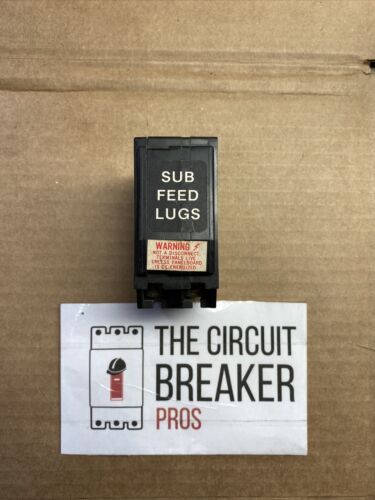 SUB
FEED
LUGS
WARNING
NOT A DISCONNECT.
TERMINALS LIVE
UNLESS PANELBOARD
IS DE-ENERGIZED
THE CIRCUIT
BREAKER
PROS